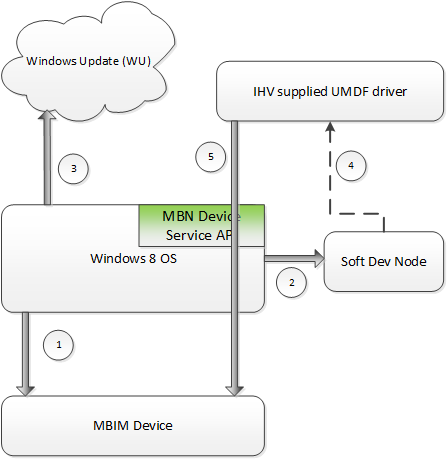 Windows Update (WU)
IHV supplied UMDF driver
3
5
4
MBN Device
Service AP
Windows 8 OS
2
Soft Dev Node
1
MBIM Device